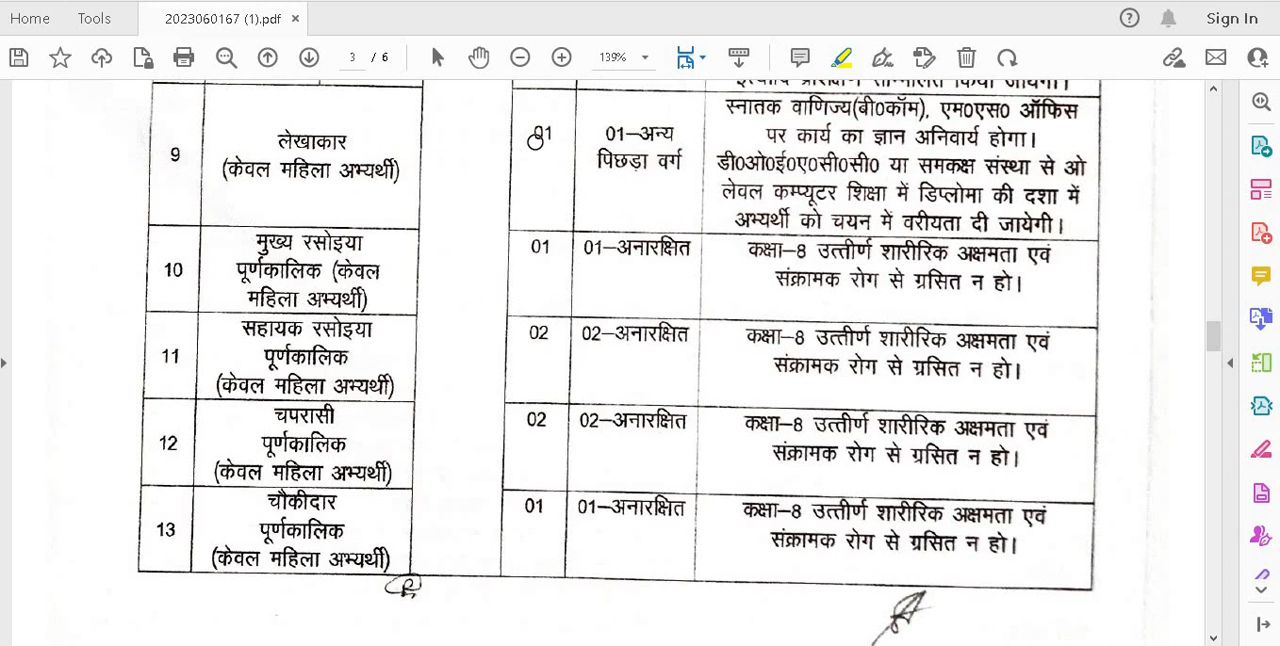 Home
Tools
2023060167 (1).pdf ×
Sign In
3 / 6
139%
9
लेखाकार
(केवल महिला अभ्यर्थी)
01
01–अन्य
पिछड़ा वर्ग
स्नातक वाणिज्य(बी0कॉम), एम0एस0 ऑफिस
पर कार्य का ज्ञान अनिवार्य होगा।
डी0ओ0ई0ए0सी0सी0 या समकक्ष संस्था से ओ
लेवल कम्प्यूटर शिक्षा में डिप्लोमा की दशा में
अभ्यर्थी को चयन में वरीयता दी जायेगी।
10
मुख्य रसोइया
पूर्णकालिक (केवल
महिला अभ्यर्थी)
01
01–अनारक्षित
कक्षा–8 उत्तीर्ण शारीरिक अक्षमता एवं
संक्रामक रोग से ग्रसित न हो।
11
सहायक रसोइया
पूर्णकालिक
(केवल महिला अभ्यर्थी)
02
02–अनारक्षित
कक्षा–8 उत्तीर्ण शारीरिक अक्षमता एवं
संक्रामक रोग से ग्रसित न हो।
12
चपरासी
पूर्णकालिक
(केवल महिला अभ्यर्थी)
02
02–अनारक्षित
कक्षा–8 उत्तीर्ण शारीरिक अक्षमता एवं
संक्रामक रोग से ग्रसित न हो।
13
चौकीदार
पूर्णकालिक
(केवल महिला अभ्यर्थी)
01
01–अनारक्षित
कक्षा–8 उत्तीर्ण शारीरिक अक्षमता एवं
संक्रामक रोग से ग्रसित न हो।